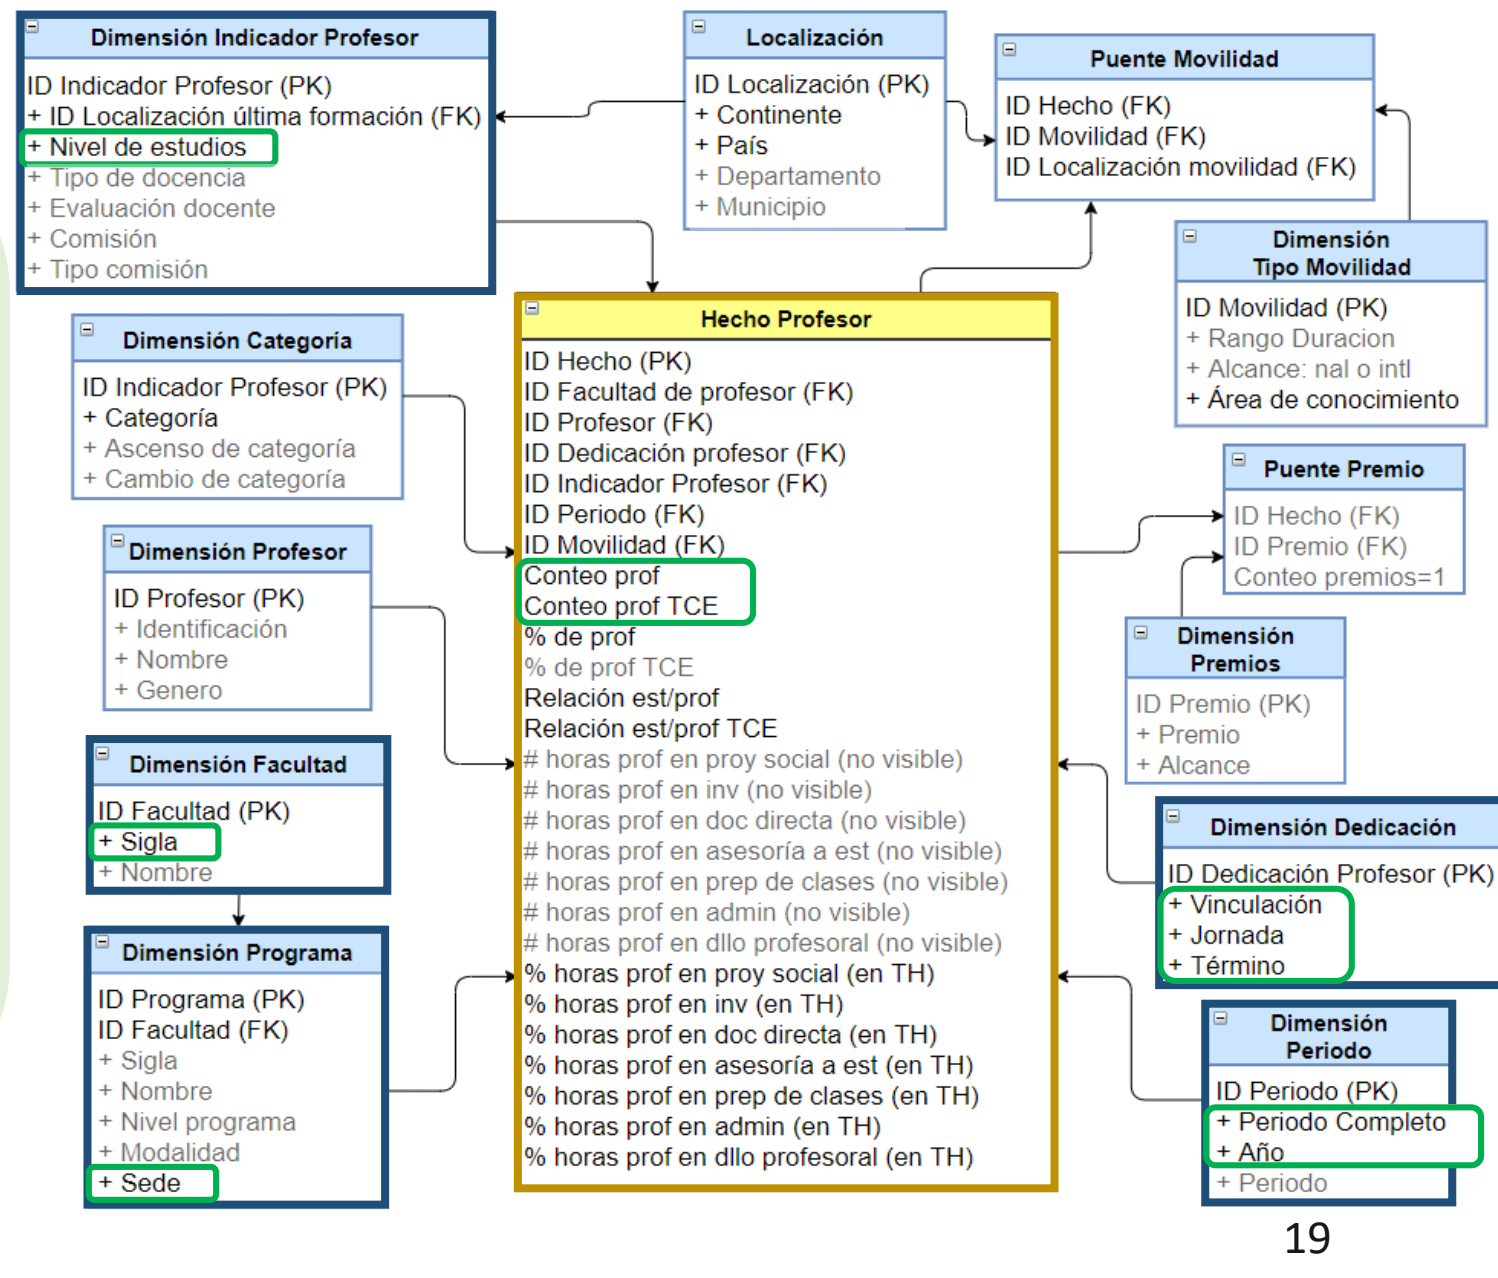 Dimensión Indicador Profesor
ID Indicador Profesor (PK)
+ ID Localización última formación (FK)
+ Nivel de estudios
+ Tipo de docencia
+ Evaluación docente
+ Comisión
+ Tipo comisión
Localización
ID Localización (PK)
+ Continente
+ País
+ Departamento
+ Municipio
Puente Movilidad
ID Hecho (FK)
ID Movilidad (FK)
ID Localización movilidad (FK)
Dimensión
Tipo Movilidad
ID Movilidad (PK)
+ Rango Duracion
+ Alcance: nal o intl
+ Área de conocimiento
Dimensión Categoría
ID Indicador Profesor (PK)
+ Categoría
+ Ascenso de categoría
+ Cambio de categoría
Dimensión Profesor
ID Profesor (PK)
+ Identificación
+ Nombre
+ Genero
Dimensión Facultad
ID Facultad (PK)
+ Sigla
+ Nombre
Dimensión Programa
ID Programa (PK)
ID Facultad (FK)
+ Sigla
+ Nombre
+ Nivel programa
+ Modalidad
+ Sede
Hecho Profesor
ID Hecho (PK)
ID Facultad de profesor (FK)
ID Profesor (FK)
ID Dedicación profesor (FK)
ID Indicador Profesor (FK)
ID Periodo (FK)
ID Movilidad (FK)
Conteo prof
Conteo prof TCE
% de prof
% de prof TCE
Relación est/prof
Relación est/prof TCE
# horas prof en proy social (no visible)
# horas prof en inv (no visible)
# horas prof en doc directa (no visible)
# horas prof en asesoría a est (no visible)
# horas prof en prep de clases (no visible)
# horas prof en admin (no visible)
# horas prof en dllo profesoral (no visible)
% horas prof en proy social (en TH)
% horas prof en inv (en TH)
% horas prof en doc directa (en TH)
% horas prof en asesoría a est (en TH)
% horas prof en prep de clases (en TH)
% horas prof en admin (en TH)
% horas prof en dllo profesoral (en TH)
Puente Premio
ID Hecho (FK)
ID Premio (FK)
Conteo premios=1
Dimensión
Premios
ID Premio (PK)
+ Premio
+ Alcance
Dimensión Dedicación
ID Dedicación Profesor (PK)
+ Vinculación
+ Jornada
+ Término
Dimensión
Periodo
ID Periodo (PK)
+ Periodo Completo
+ Año
+ Periodo
19